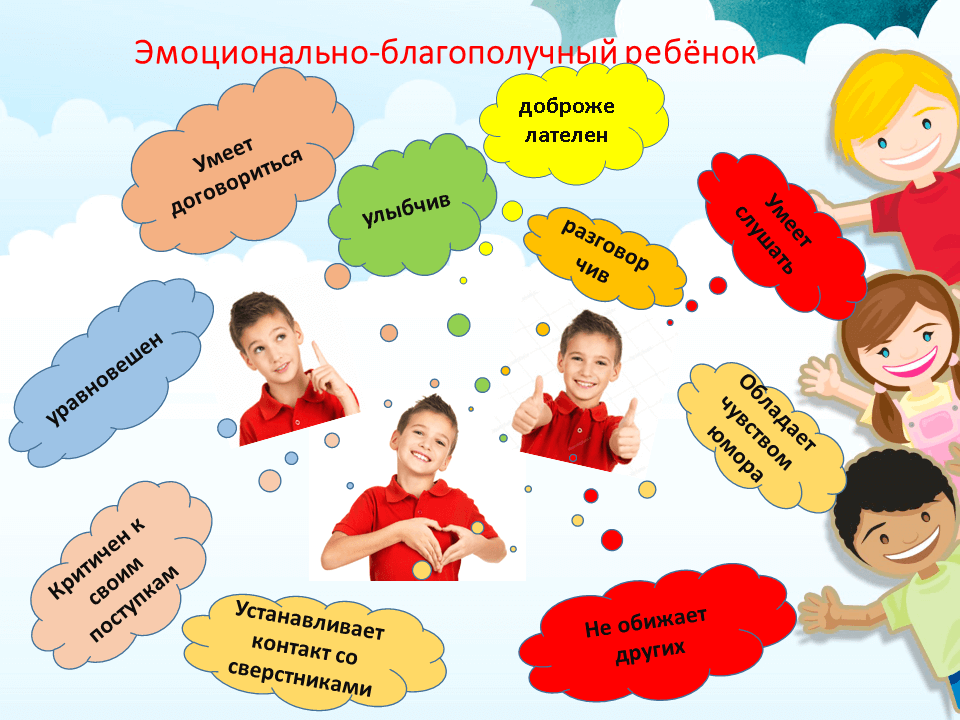 Эмоционально-благополучный ребёнок
Умеет
договориться
улыбчив
доброже
лателен
разговор
чив
Умеет
слушать
уравновешен
Обладает
чувством
юмора
Критичен к
своим
поступкам
Устанавливает
контакт со
сверстниками
Не обижает
других